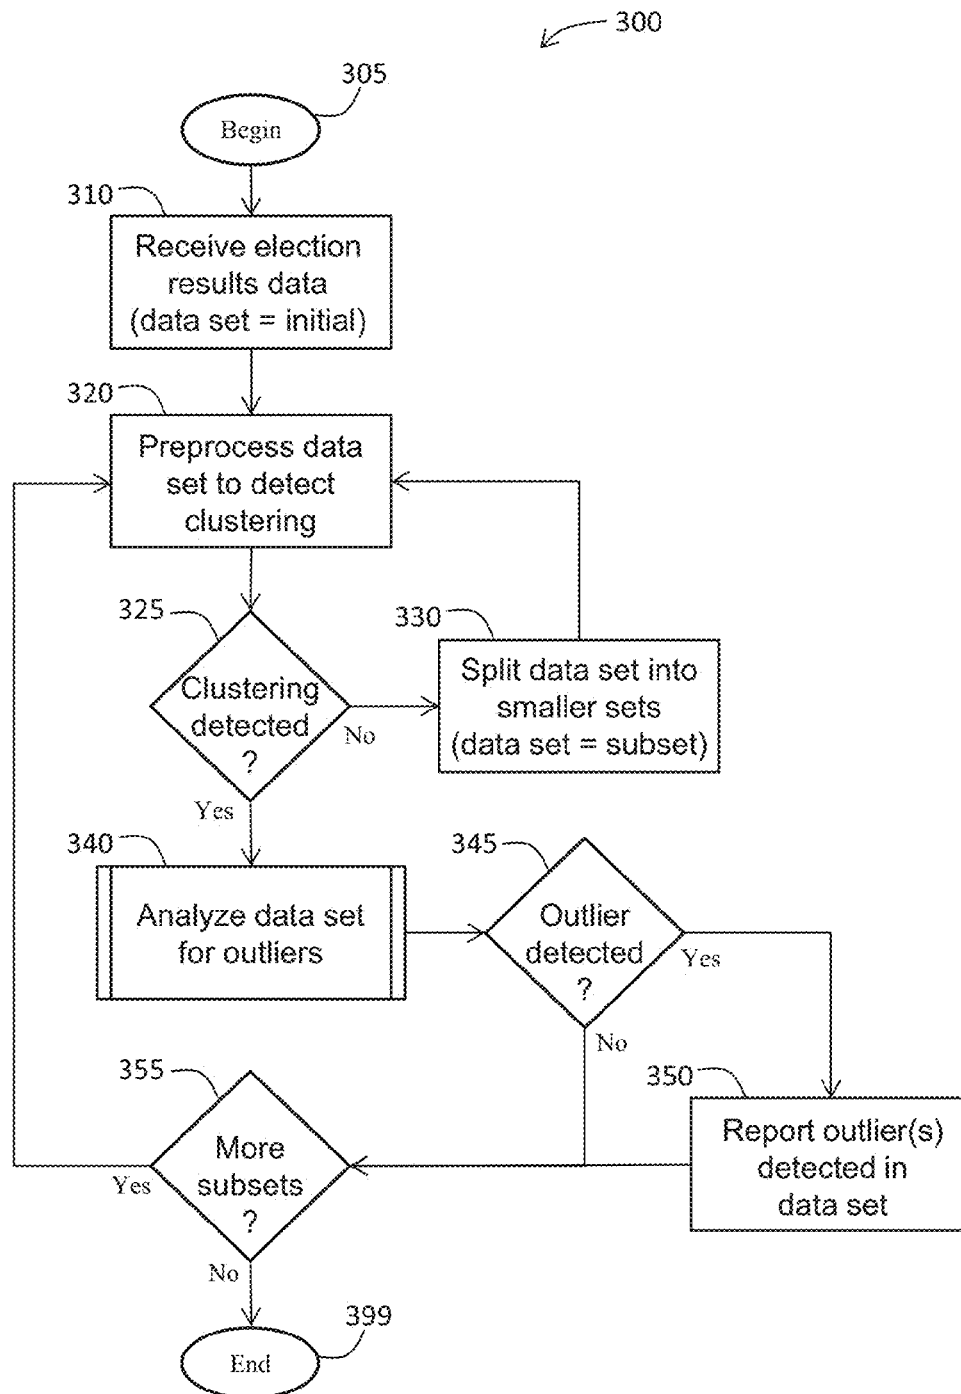 300
305
Begin
310
Receive election
results data
(data set = initial)
320
Preprocess data
set to detect
clustering
325
Clustering
detected
?
No
Yes
330
Split data set into
smaller sets
(data set = subset)
340
Analyze data set
for outliers
345
Outlier
detected
?
Yes
No
350
Report outlier(s)
detected in
data set
355
More
subsets
?
Yes
No
399
End